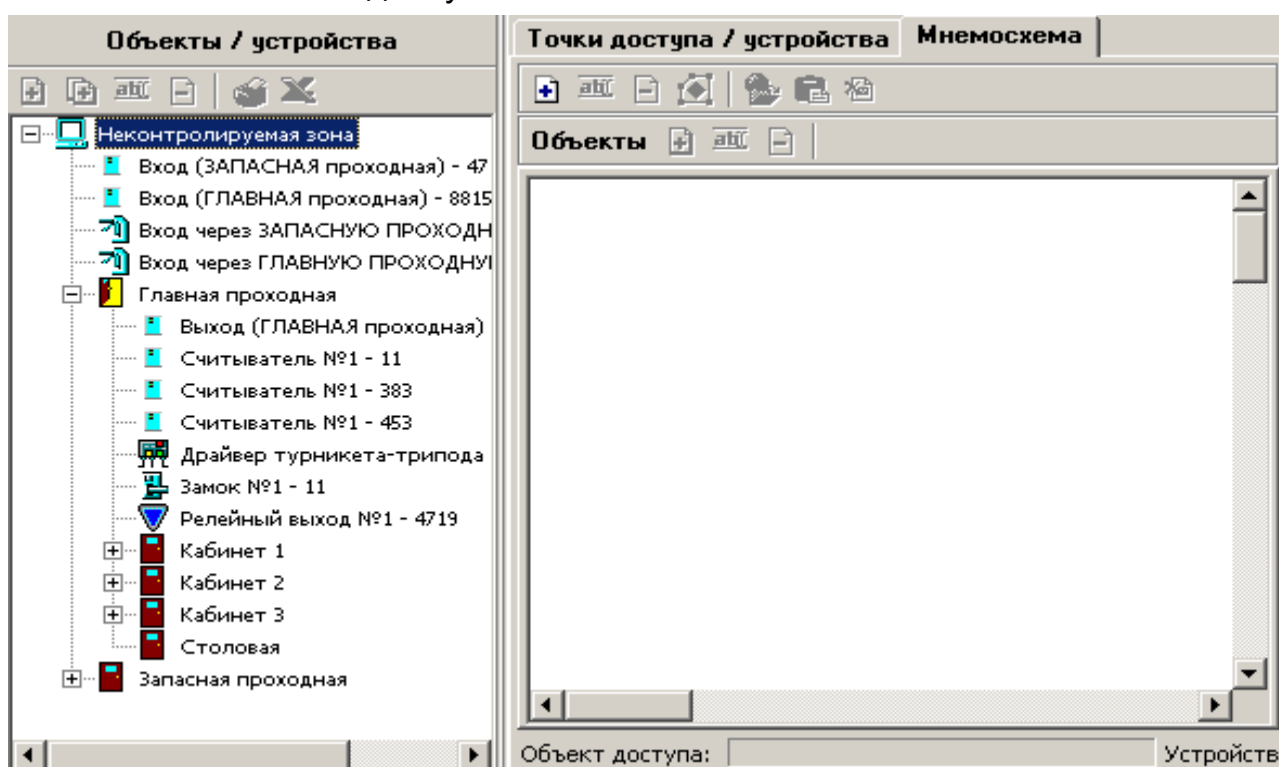 Объекты / устройства
Точки доступа / устройства
Мнемосхема
Объекты
Неконтролируемая зона
Вход (ЗАПАСНАЯ проходная) - 47
Вход (ГЛАВНАЯ проходная) - 8815
Вход через ЗАПАСНУЮ ПРОХОДН
Вход через ГЛАВНУЮ ПРОХОДНУ
Главная проходная
Выход (ГЛАВНАЯ проходная)
Считыватель №1 - 11
Считыватель №1 - 383
Считыватель №1 - 453
Драйвер турникета-трипода
Замок №1 - 11
Релейный выход №1 - 4719
Кабинет 1
Кабинет 2
Кабинет 3
Столовая
Запасная проходная
Объект доступа:
Устройств